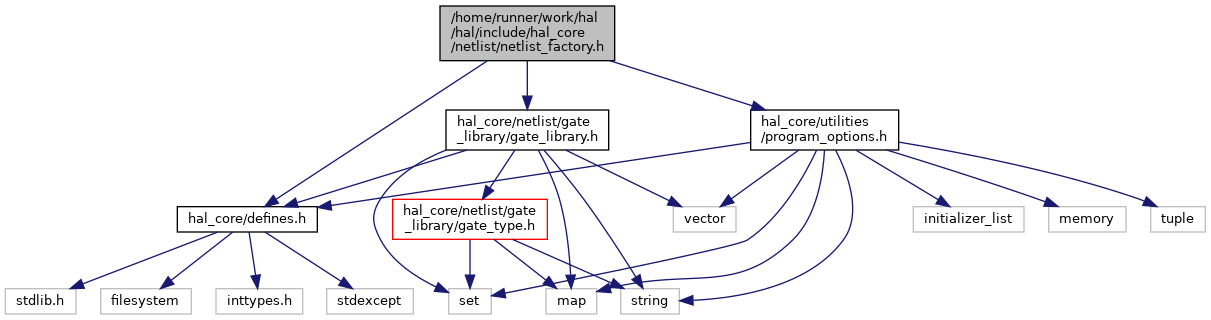 /home/runner/work/hal
/hal/include/hal_core
/netlist/netlist_factory.h
hal_core/netlist/gate
_library/gate_library.h
hal_core/utilities
/program_options.h
hal_core/defines.h
hal_core/netlist/gate
_library/gate_type.h
vector
initializer_list
memory
tuple
stdlib.h
filesystem
inttypes.h
stdexcept
set
map
string